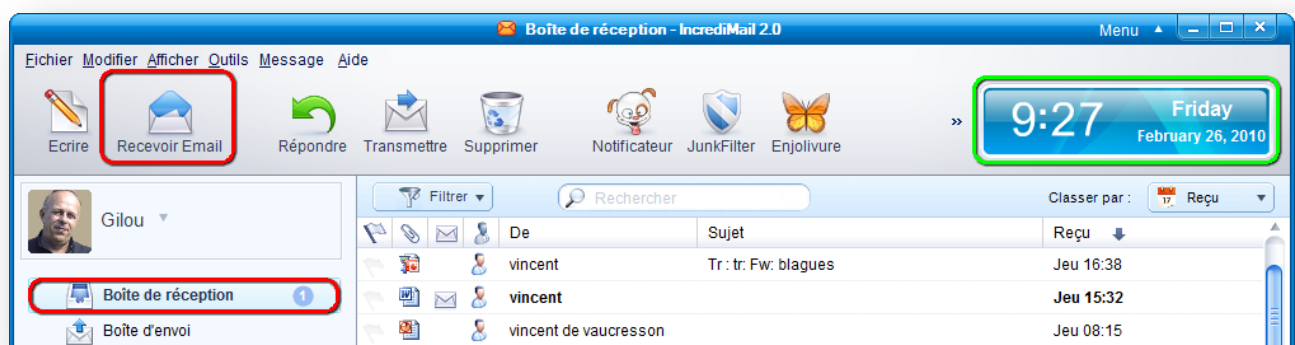 Boîte de réception - IncrediMail 2.0 Menu
Fichier Modifier Afficher Outils Message Aide
9:27 Friday
February 26, 2010
Ecrire Recevoir Email Répondre Transmettre Supprimer Notificateur JunkFilter Enjolivure »
Gilou
Filtrer Rechercher Classer par : 17 Reçu
De Sujet Reçu
vincent Tr : tr: Fw: blagues Jeu 16:38
Boîte de réception 1
vincent Jeu 15:32
Boîte d'envoi
vincent de vaucresson Jeu 08:15